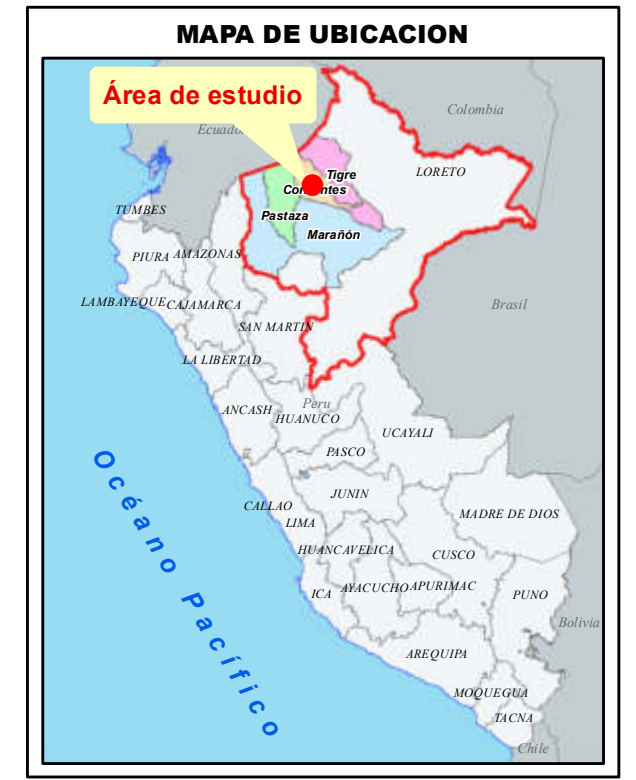 MAPA DE UBICACION
Área de estudio
Colombia
Ecuador
LORETO
Tigre
Corrientes
TUMBES
Pastaza
Marañón
PIURA
AMAZONAS
LAMBAYEQUE
CAJAMARCA
Brasil
SAN MARTIN
LA LIBERTAD
Peru
ANCASH
HUANUCO
UCAYALI
PASCO
Océano Pacífico
JUNIN
CALLAO
LIMA
MADRE DE DIOS
HUANCAVELICA
CUSCO
ICA
AYACUCHO
APURIMAC
PUNO
Bolivia
AREQUIPA
MOQUEGUA
TACNA
Chile